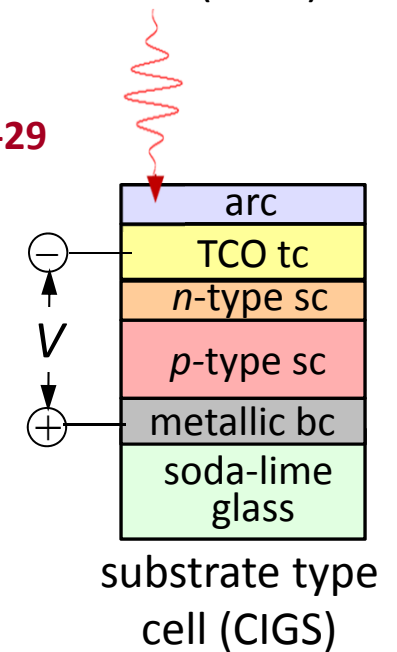 -29
arc
−
TCO tc
n-type sc
V
p-type sc
+
metallic bc
soda-lime
glass
substrate type
cell (CIGS)